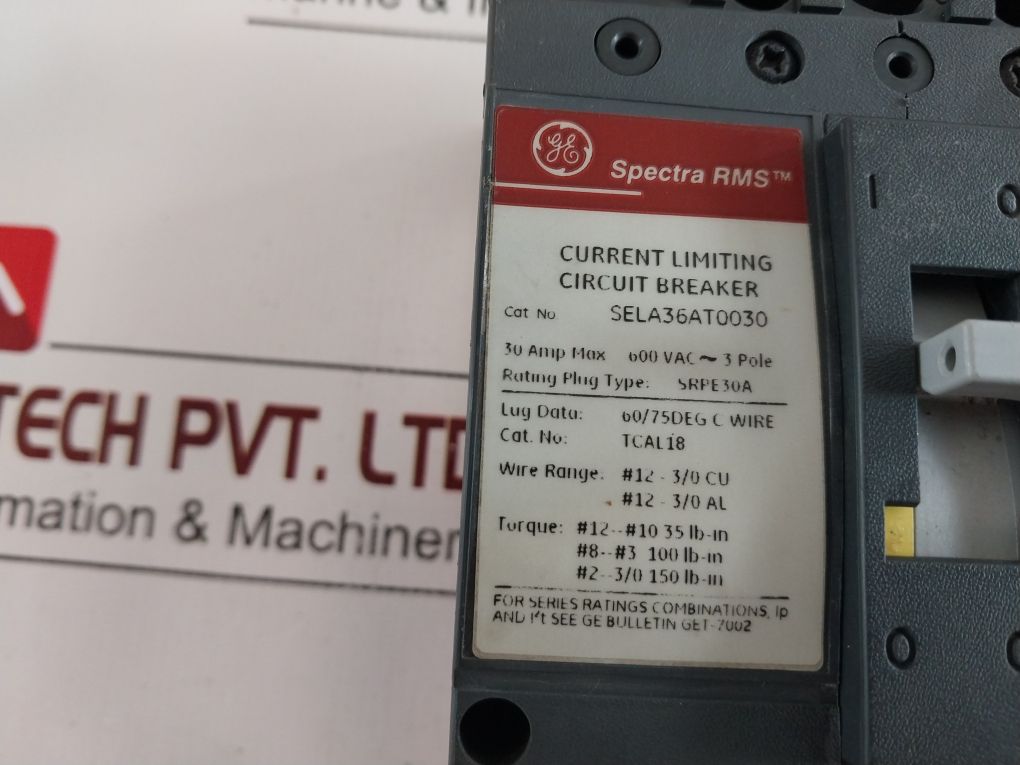 GE
Spectra RMS™
CURRENT LIMITING
CIRCUIT BREAKER
Cat No SELA36AT0030
30 Amp Max 600 VAC ~ 3 Pole
Rating Plug Type: SRPE30A
Lug Data: 60/75DEG C WIRE
Cat. No: TCAL18
Wire Range: #12 - 3/0 CU
#12 - 3/0 AL
Torque: #12--#10 35 lb-in
#8--#3 100 lb-in
#2--3/0 150 lb-in
FOR SERIES RATINGS COMBINATIONS, Ip
AND I²t SEE GE BULLETIN GET-7002
I
O
O
TECH PVT. LTD
mation & Machiner